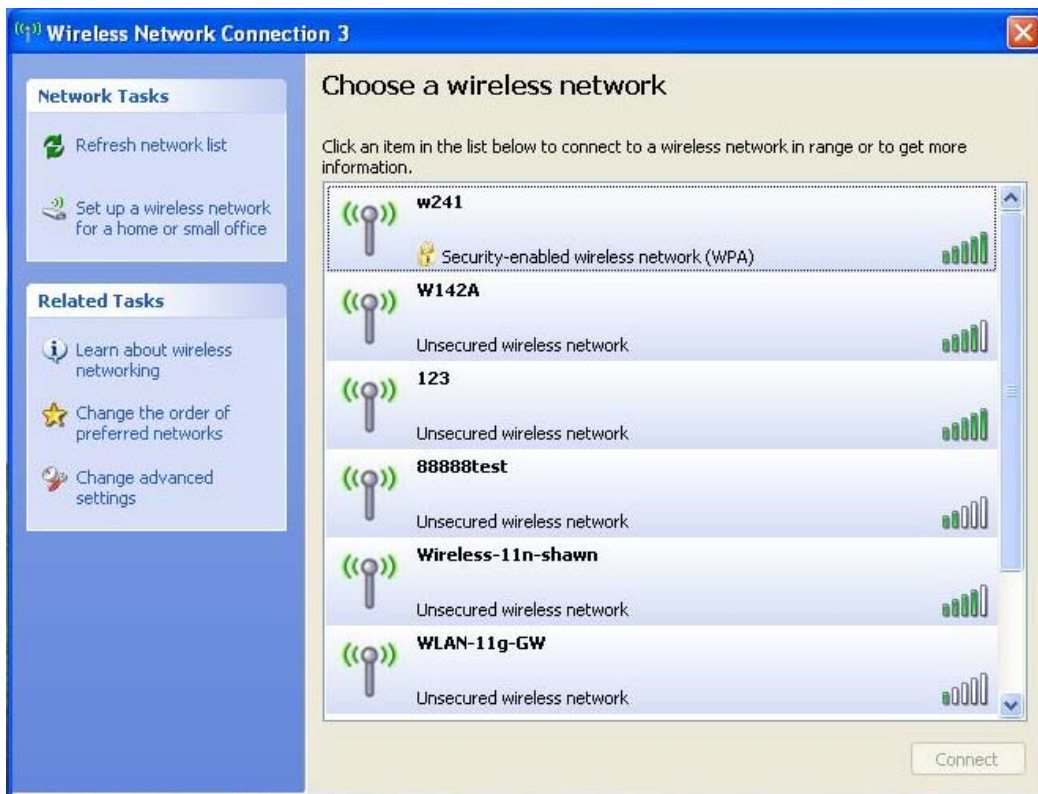 Wireless Network Connection 3
Network Tasks
Refresh network list
Set up a wireless network
for a home or small office
Related Tasks
Learn about wireless
networking
Change the order of
preferred networks
Change advanced
settings
Choose a wireless network
Click an item in the list below to connect to a wireless network in range or to get more
information.
w241
Security-enabled wireless network (WPA)
W142A
Unsecured wireless network
123
Unsecured wireless network
88888test
Unsecured wireless network
Wireless-11n-shawn
Unsecured wireless network
WLAN-11g-GW
Unsecured wireless network
Connect